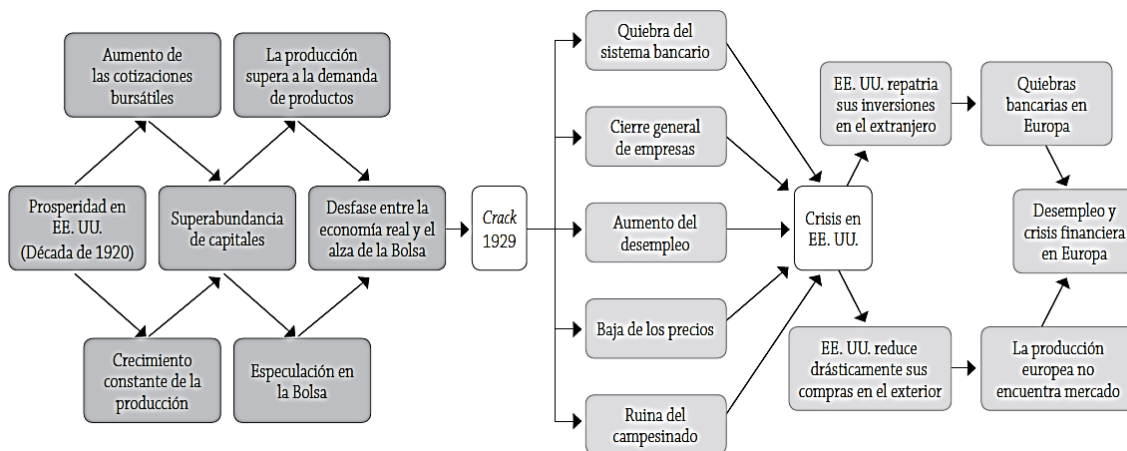 Aumento de
las cotizaciones
bursátiles
La producción
supera a la demanda
de productos
Prosperidad en
EE. UU.
(Década de 1920)
Superabundancia
de capitales
Desfase entre la
economía real y el
alza de la Bolsa
Crecimiento
constante de la
producción
Especulación en
la Bolsa
Crack
1929
Quiebra del
sistema bancario
Cierre general
de empresas
Aumento del
desempleo
Baja de los precios
Ruina del
campesinado
Crisis en
EE. UU.
EE. UU. repatria
sus inversiones
en el extranjero
Quiebras
bancarias en
Europa
Desempleo y
crisis financiera
en Europa
EE. UU. reduce
drásticamente sus
compras en el exterior
La producción
europea no
encuentra mercado